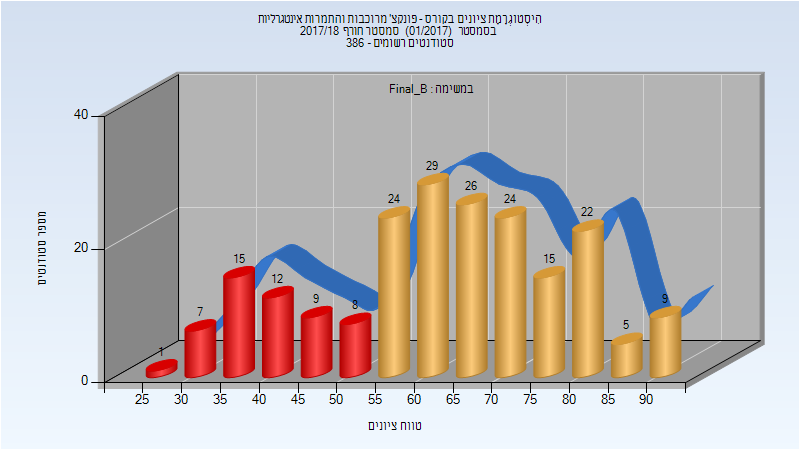 היסטוגרמת ציונים בקורס - פונקצ' מרוכבות והתמרות אינטגרליות
בסמסטר (01/2017) סמסטר חורף 2017/18
סטודנטים רשומים - 386
במשימה : Final_B
40
20
0
מספר סטודנטים
1
7
15
12
9
8
24
29
26
24
15
22
5
9
25 30 35 40 45 50 55 60 65 70 75 80 85 90
טווח ציונים